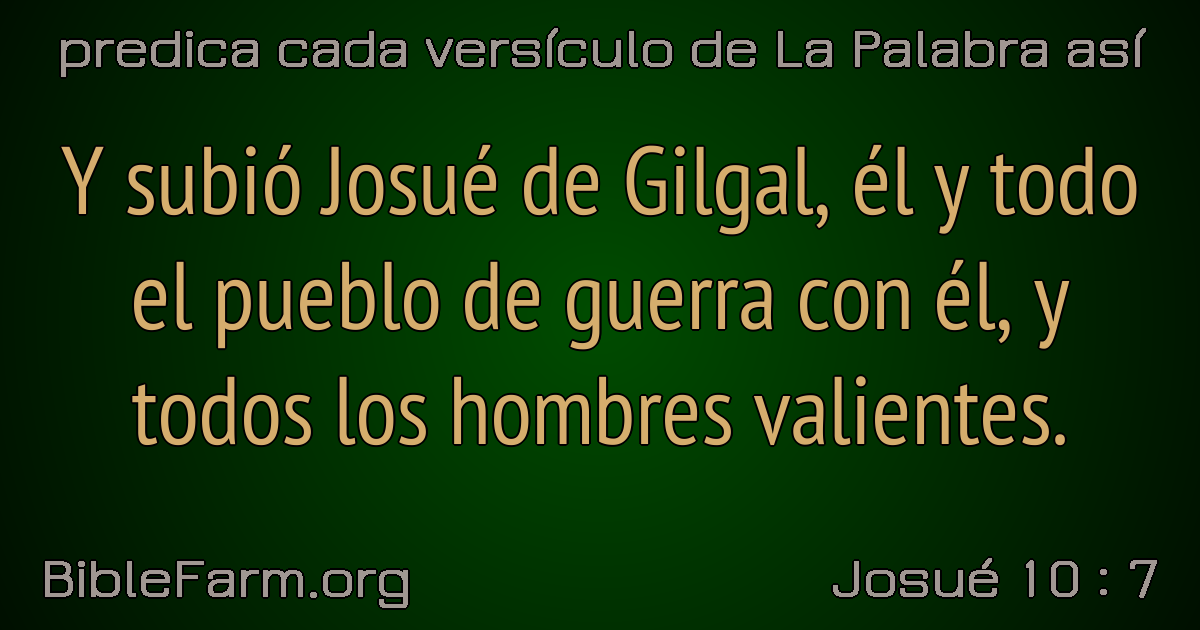 predica cada versículo de La Palabra así
Y subió Josué de Gilgal, él y todo
el pueblo de guerra con él, y
todos los hombres valientes.
BibleFarm.org
Josué 10 : 7